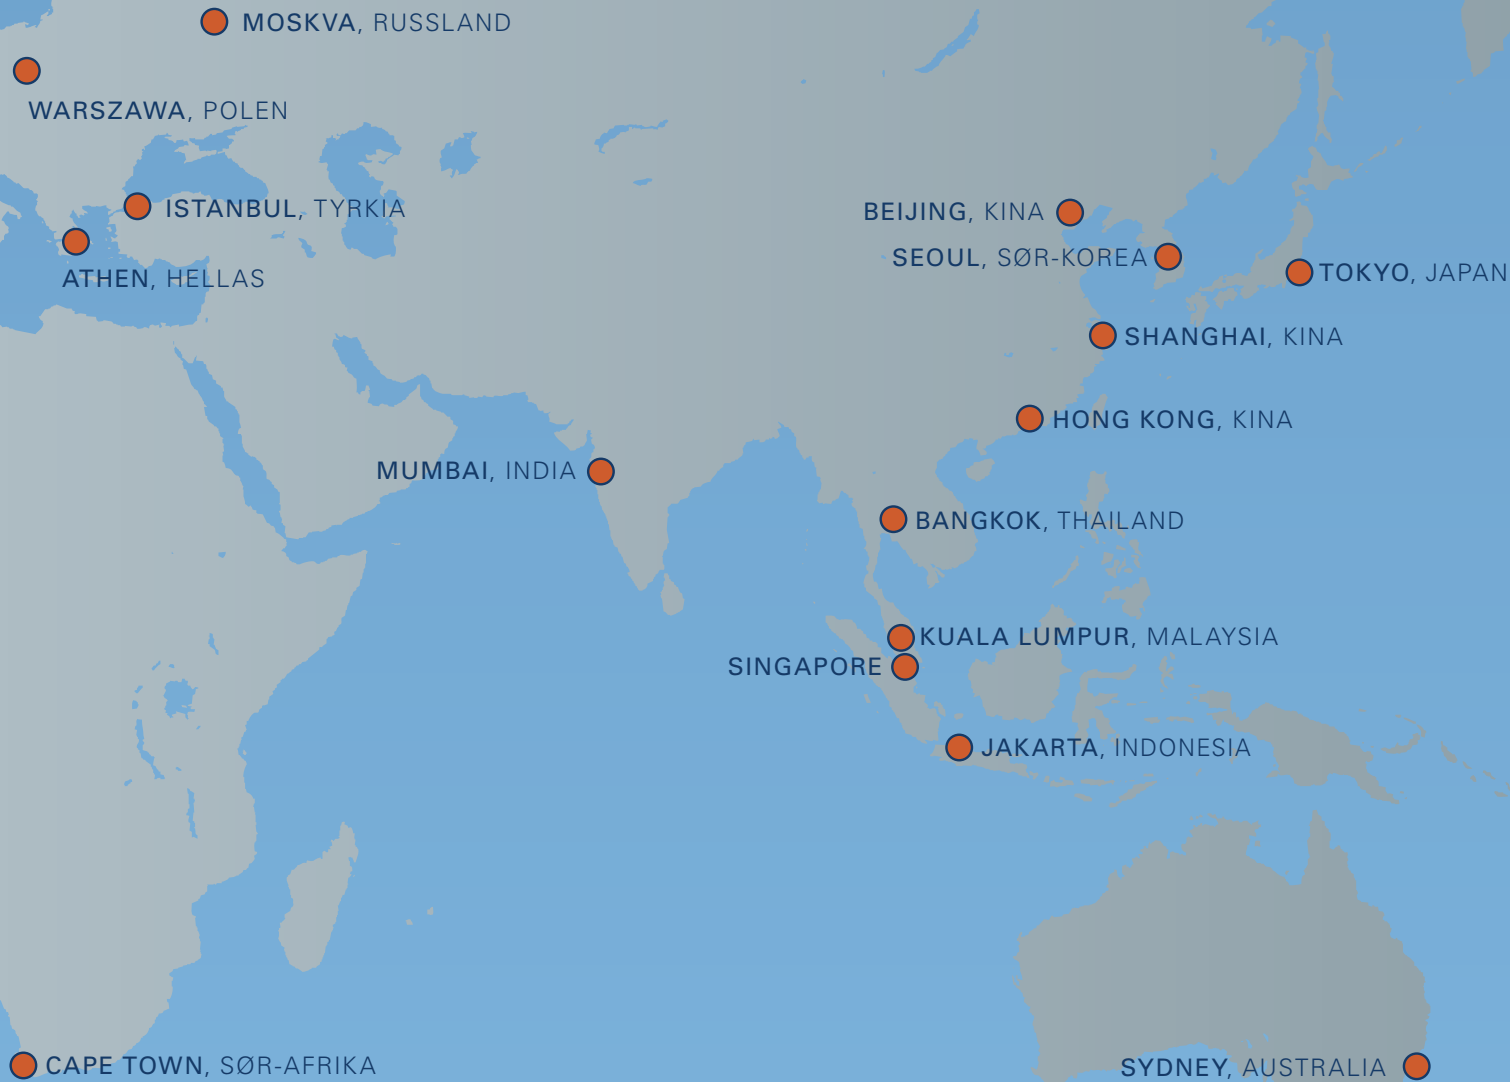 MOSKVA, RUSSLAND
WARSZAWA, POLEN
ISTANBUL, TYRKIA
BEIJING, KINA
SEOUL, SØR-KOREA
TOKYO, JAPAN
ATHEN, HELLAS
SHANGHAI, KINA
HONG KONG, KINA
MUMBAI, INDIA
BANGKOK, THAILAND
KUALA LUMPUR, MALAYSIA
SINGAPORE
JAKARTA, INDONESIA
CAPE TOWN, SØR-AFRIKA
SYDNEY, AUSTRALIA